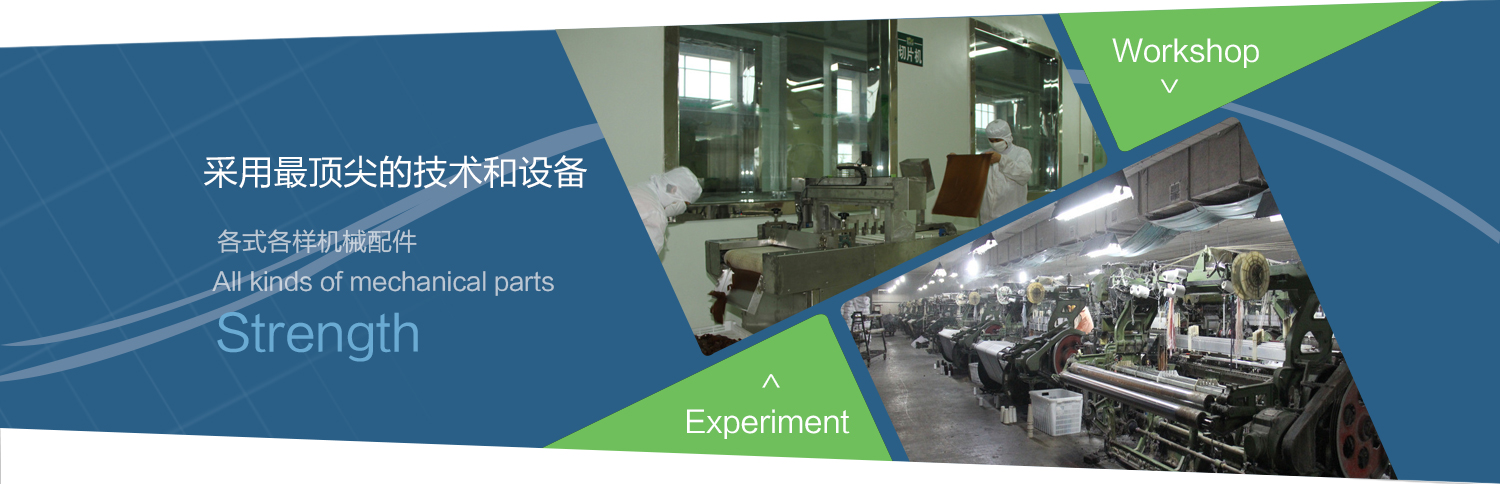 采用最顶尖的技术和设备
各式各样机械配件
All kinds of mechanical parts
Strength
切片机
Workshop
Experiment